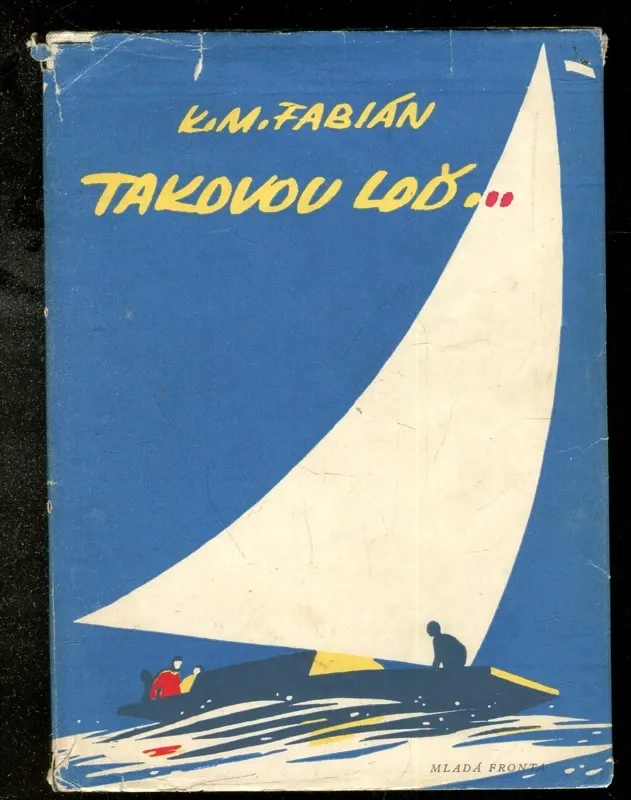 K.M.FABIÁN
TAKOVOU LOĎ...
MLADÁ FRONTA